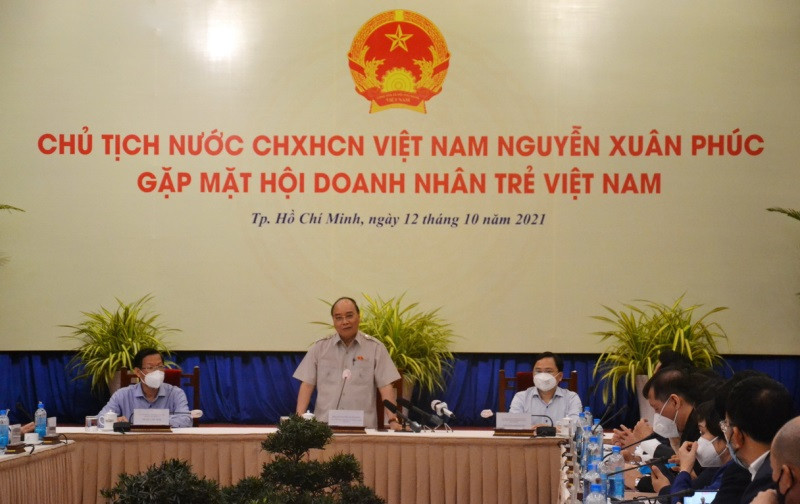 CHỦ TỊCH NƯỚC CHXHCN VIỆT NAM NGUYỄN XUÂN PHÚC
GẶP MẶT HỘI DOANH NHÂN TRẺ VIỆT NAM
Tp. Hồ Chí Minh, ngày 12 tháng 10 năm 2021